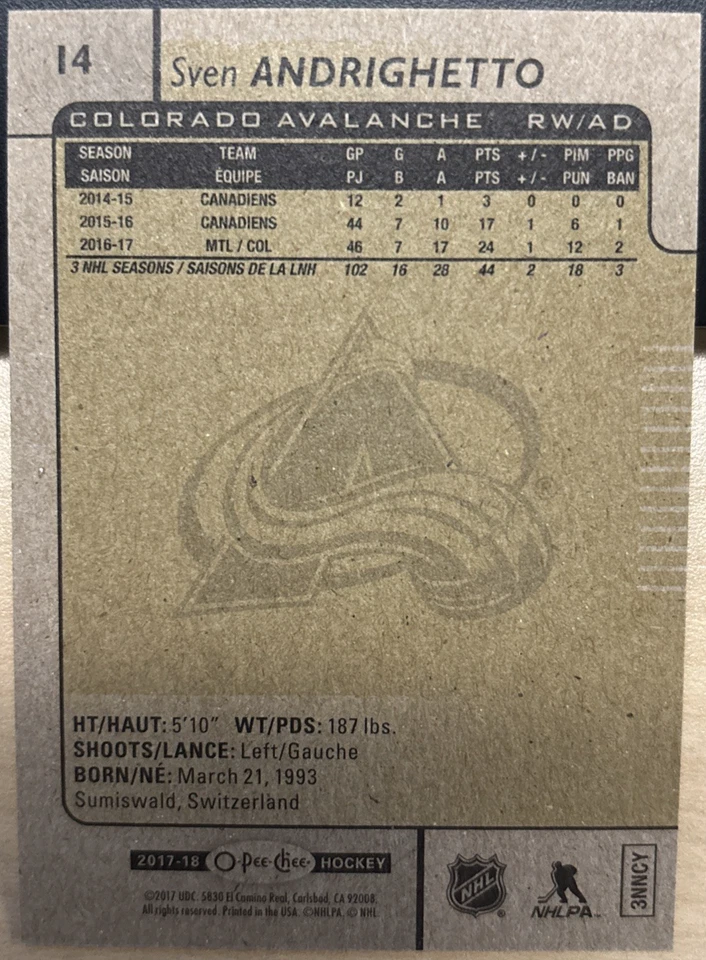 14
Sven ANDRIGHETTO
COLORADO AVALANCHE RW/AD
SEASON TEAM GP G A PTS +/- PIM PPG
SAISON ÉQUIPE PJ B A PTS +/- PUN BAN
2014-15 CANADIENS 12 2 1 3 0 0 0
2015-16 CANADIENS 44 7 10 17 1 6 1
2016-17 MTL / COL 46 7 17 24 1 12 2
3 NHL SEASONS / SAISONS DE LA LNH 102 16 28 44 2 18 3
HT/HAUT: 5'10" WT/PDS: 187 lbs.
SHOOTS/LANCE: Left/Gauche
BORN/NÉ: March 21, 1993
Sumiswald, Switzerland
2017-18 O-Pee-Chee HOCKEY
©2017 UDC. 5830 El Camino Real, Carlsbad, CA 92008.
All rights reserved. Printed in the USA. ©NHLPA. © NHL
NHL
NHLPA
3NNCY